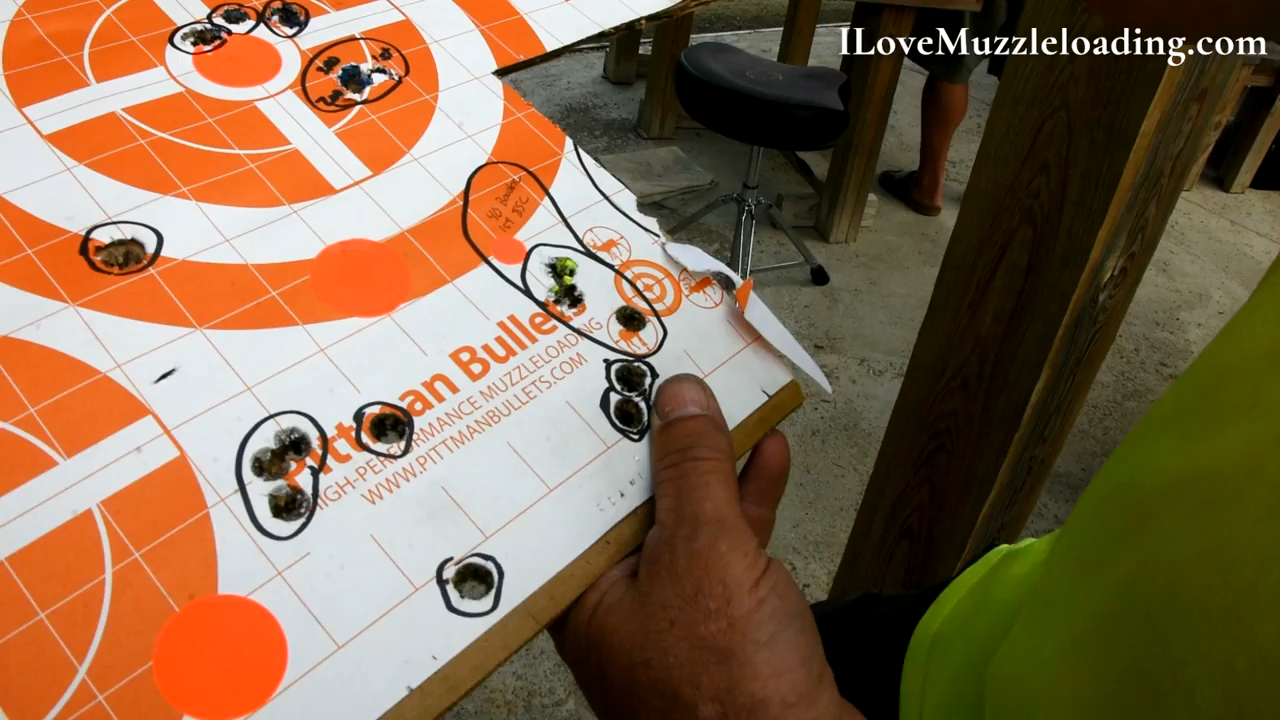 ILoveMuzzleloading.com
Pittman Bullets
HIGH-PERFORMANCE MUZZLELOADING
WWW.PITTMANBULLETS.COM